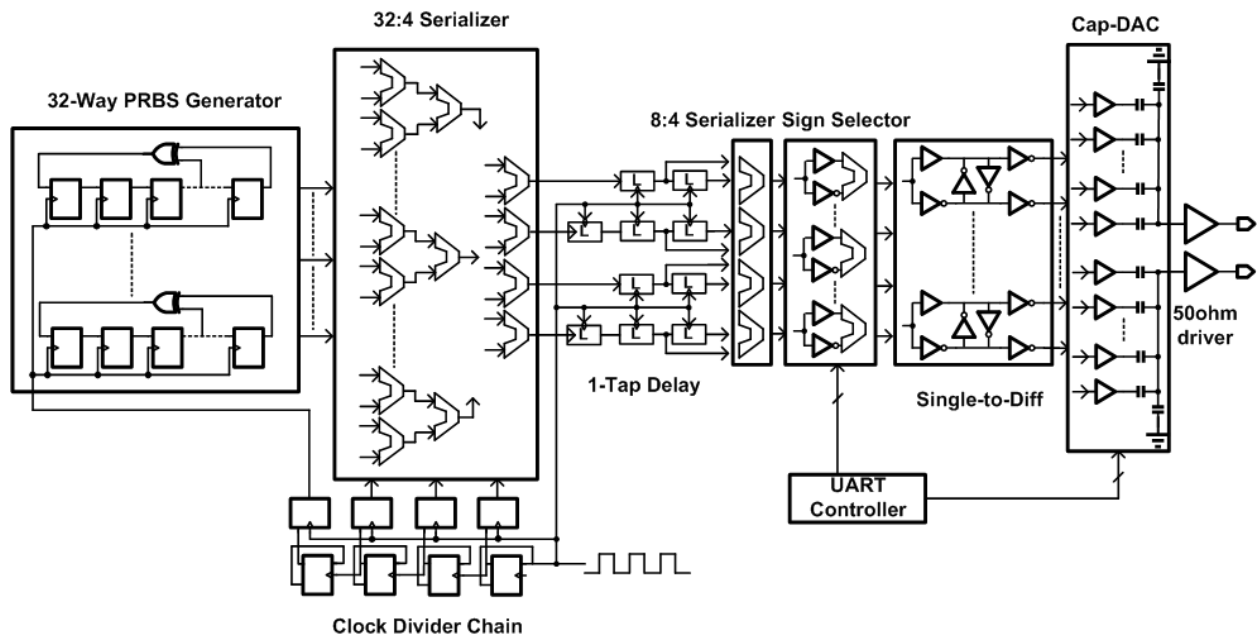 32:4 Serializer
Cap-DAC
32-Way PRBS Generator
8:4 Serializer Sign Selector
L L
L L L
L L
L L L
50ohm
driver
1-Tap Delay
Single-to-Diff
UART
Controller
Clock Divider Chain